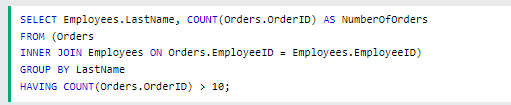 SELECT Employees.LastName, COUNT(Orders.OrderID) AS NumberOfOrders
FROM (Orders
INNER JOIN Employees ON Orders.EmployeeID = Employees.EmployeeID)
GROUP BY LastName
HAVING COUNT(Orders.OrderID) > 10;